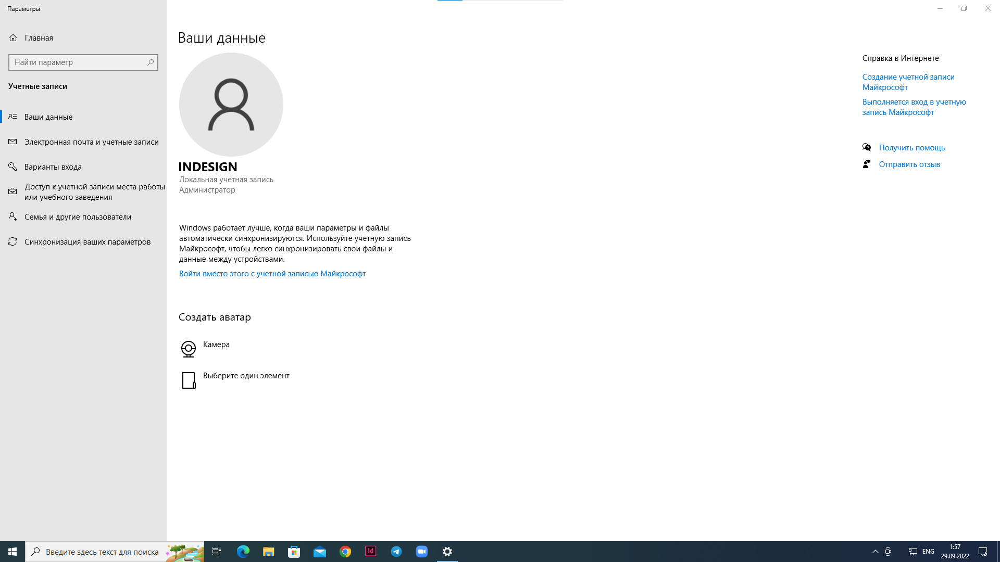 Параметры
Главная
Найти параметр
Учетные записи
Ваши данные
Электронная почта и учетные записи
Варианты входа
Доступ к учетной записи места работы
или учебного заведения
Семья и другие пользователи
Синхронизация ваших параметров
Ваши данные
INDESIGN
Локальная учетная запись
Администратор
Windows работает лучше, когда ваши параметры и файлы
автоматически синхронизируются. Используйте учетную запись
Майкрософт, чтобы легко синхронизировать свои файлы и
данные между устройствами.
Войти вместо этого с учетной записью Майкрософт
Создать аватар
Камера
Выберите один элемент
Справка в Интернете
Создание учетной записи
Майкрософт
Выполняется вход в учетную
запись Майкрософт
Получить помощь
Отправить отзыв
Введите здесь текст для поиска
Id
ENG
1:57
29.09.2022